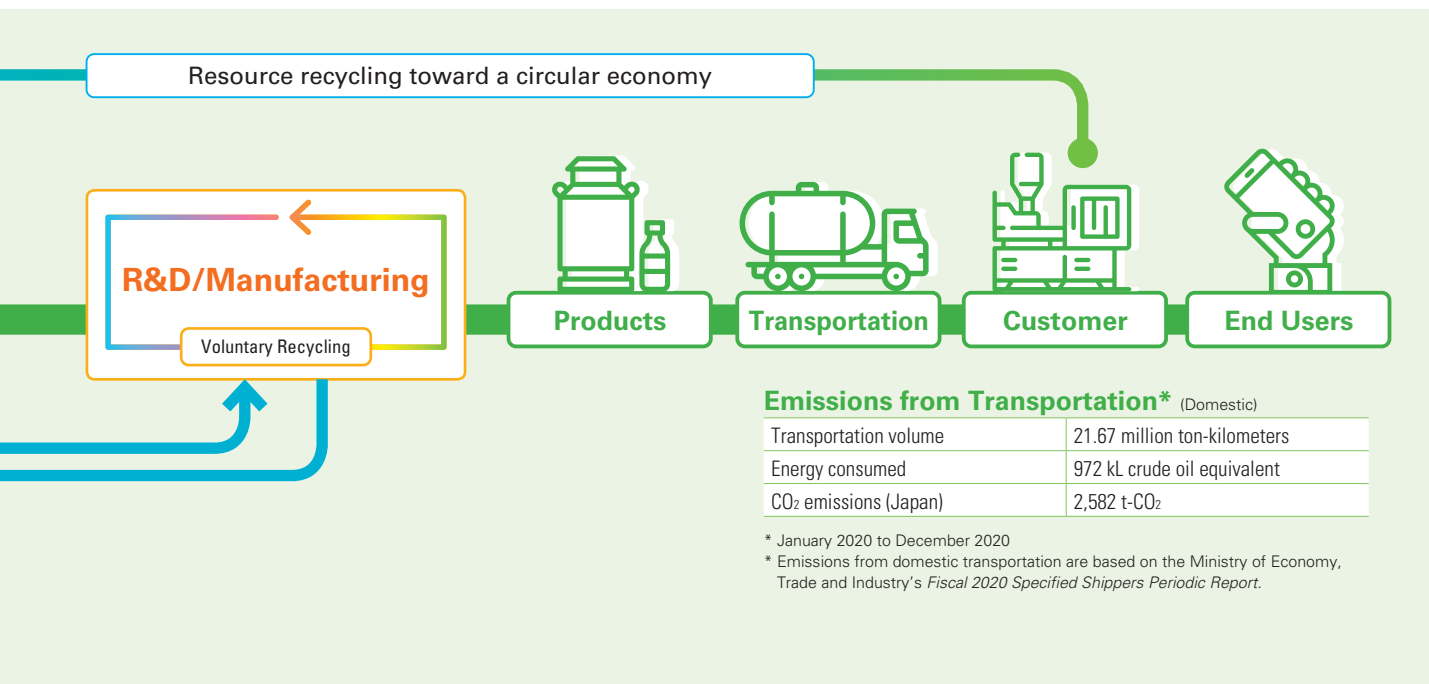 Resource recycling toward a circular economy
R&D/Manufacturing
Voluntary Recycling
Products
Transportation
Customer
End Users
Emissions from Transportation* (Domestic)
Transportation volume 21.67 million ton-kilometers
Energy consumed 972 kL crude oil equivalent
CO2 emissions (Japan) 2,582 t-CO2
* January 2020 to December 2020
* Emissions from domestic transportation are based on the Ministry of Economy,
Trade and Industry's Fiscal 2020 Specified Shippers Periodic Report.